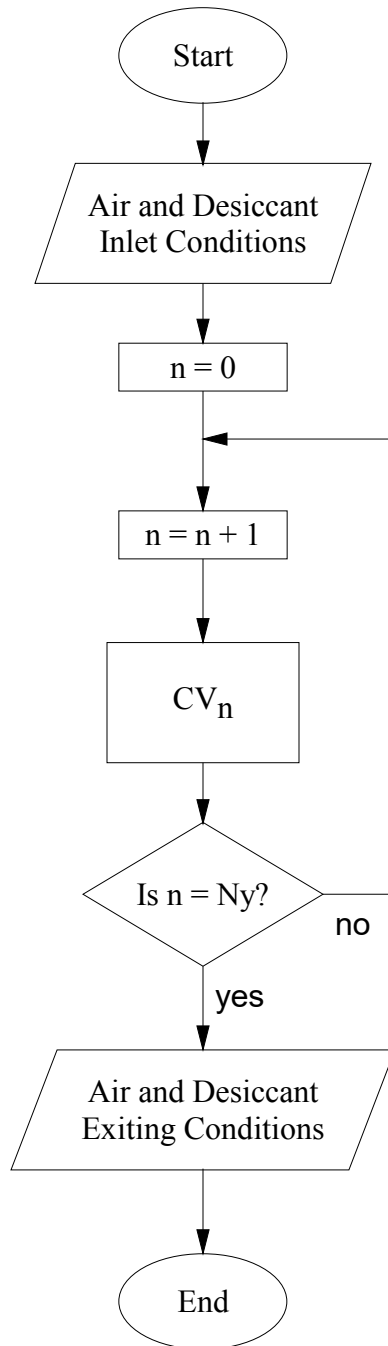 Start
Air and Desiccant
Inlet Conditions
n = 0
n = n + 1
CVn
Is n = Ny?
no
yes
Air and Desiccant
Exiting Conditions
End